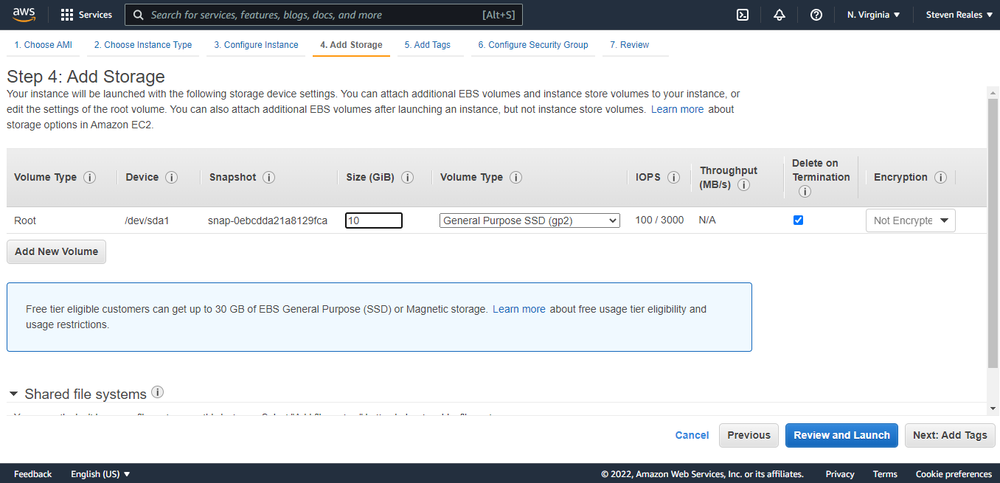 aws
Services
Search for services, features, blogs, docs, and more
[Alt+S]
N. Virginia
Steven Reales
1. Choose AMI
2. Choose Instance Type
3. Configure Instance
4. Add Storage
5. Add Tags
6. Configure Security Group
7. Review
Step 4: Add Storage
Your instance will be launched with the following storage device settings. You can attach additional EBS volumes and instance store volumes to your instance, or
edit the settings of the root volume. You can also attach additional EBS volumes after launching an instance, but not instance store volumes. Learn more about
storage options in Amazon EC2.
Volume Type
Device
Snapshot
Size (GiB)
Volume Type
IOPS
Throughput
(MB/s)
Delete on
Termination
Encryption
Root
/dev/sda1
snap-0ebcdda21a8129fca
10
General Purpose SSD (gp2)
100 / 3000
N/A
Not Encrypte
Add New Volume
Free tier eligible customers can get up to 30 GB of EBS General Purpose (SSD) or Magnetic storage. Learn more about free usage tier eligibility and
usage restrictions.
Shared file systems
Cancel
Previous
Review and Launch
Next: Add Tags
Feedback
English (US)
© 2022, Amazon Web Services, Inc. or its affiliates.
Privacy
Terms
Cookie preferences